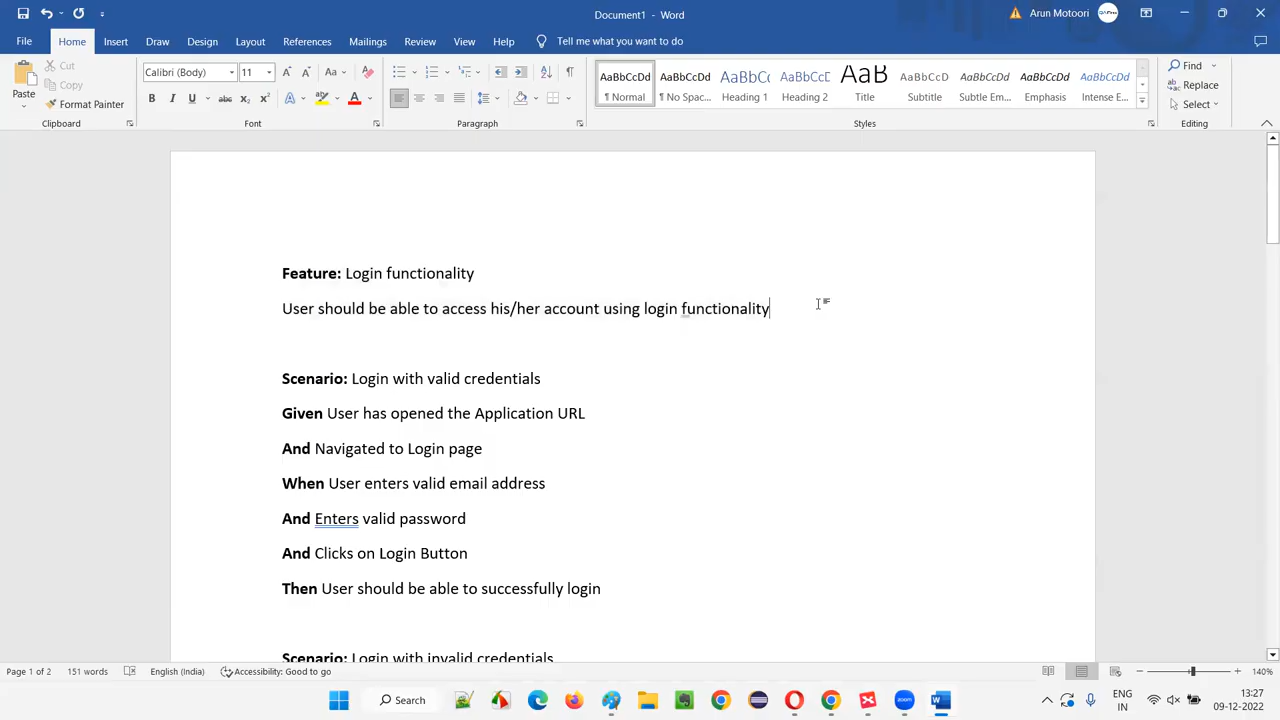 Document1 - Word
Arun Motoori
File Home Insert Draw Design Layout References Mailings Review View Help Tell me what you want to do
Paste
Cut
Copy
Format Painter
Clipboard
Calibri (Body) 11
Font
Paragraph
AaBbCcDd AaBbCcDd AaBbCc AaBbCcD AaB AaBbCcDd AaBbCcDd AaBbCcDd AaBbCcDd
¶ Normal ¶ No Spac... Heading 1 Heading 2 Title Subtitle Subtle Em... Emphasis Intense E...
Styles
Find
Replace
Select
Editing
Feature: Login functionality
User should be able to access his/her account using login functionality
Scenario: Login with valid credentials
Given User has opened the Application URL
And Navigated to Login page
When User enters valid email address
And Enters valid password
And Clicks on Login Button
Then User should be able to successfully login
Scenario: Login with invalid credentials
Page 1 of 2 151 words English (India) Accessibility: Good to go 140%
Search
zoom
ENG
IN
13:27
09-12-2022